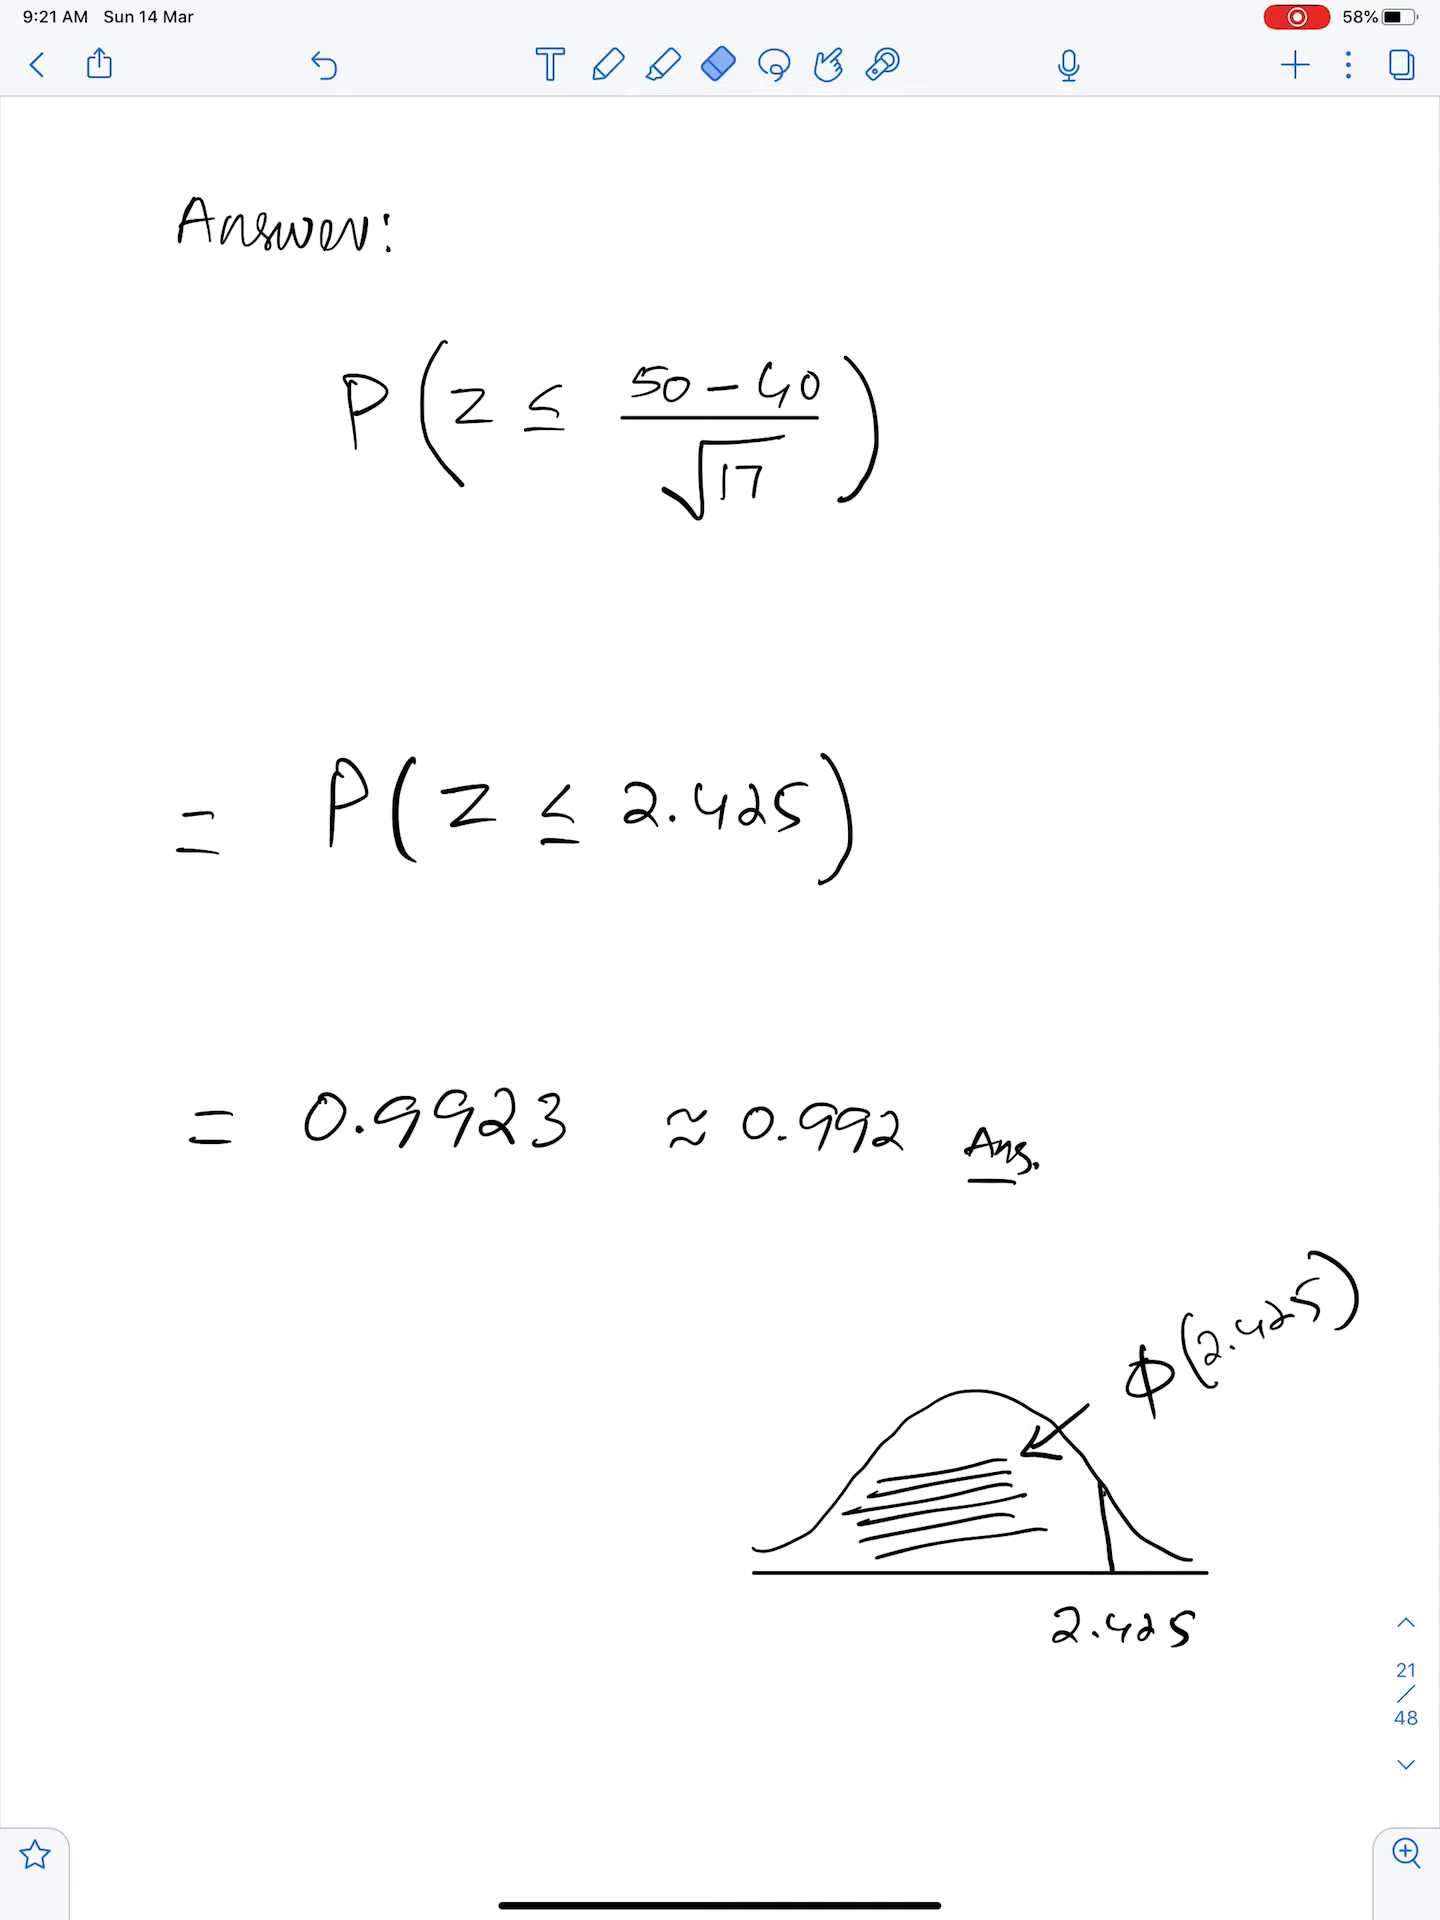 9:21 AM Sun 14 Mar 58%
T
Answer:
P(Z ≤ (50 - 40)/√17)
= P(Z ≤ 2.425)
= 0.9923 ≈ 0.992 Ans.
Φ(2.425)
2.425
21
/
48